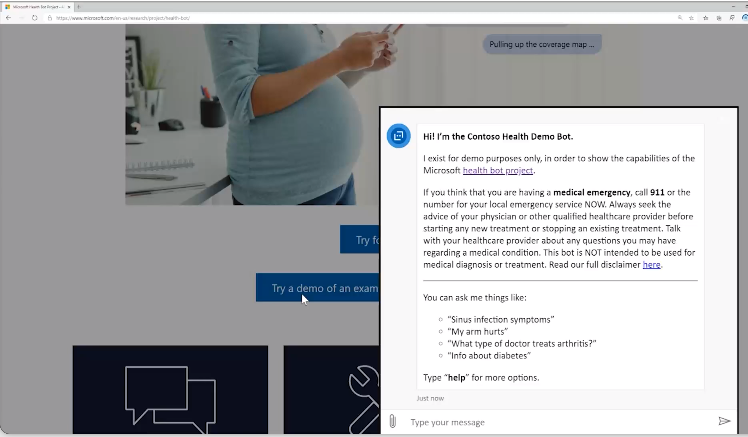 Microsoft Health Bot Project – 
https://www.microsoft.com/en-us/research/project/health-bot/
Pulling up the coverage map ...
Try fo
Try a demo of an exam
Hi! I'm the Contoso Health Demo Bot.
I exist for demo purposes only, in order to show the capabilities of the
Microsoft health bot project.
If you think that you are having a medical emergency, call 911 or the
number for your local emergency service NOW. Always seek the
advice of your physician or other qualified healthcare provider before
starting any new treatment or stopping an existing treatment. Talk
with your healthcare provider about any questions you may have
regarding a medical condition. This bot is NOT intended to be used for
medical diagnosis or treatment. Read our full disclaimer here.
You can ask me things like:
"Sinus infection symptoms"
"My arm hurts"
"What type of doctor treats arthritis?"
"Info about diabetes"
Type "help" for more options.
Just now
Type your message